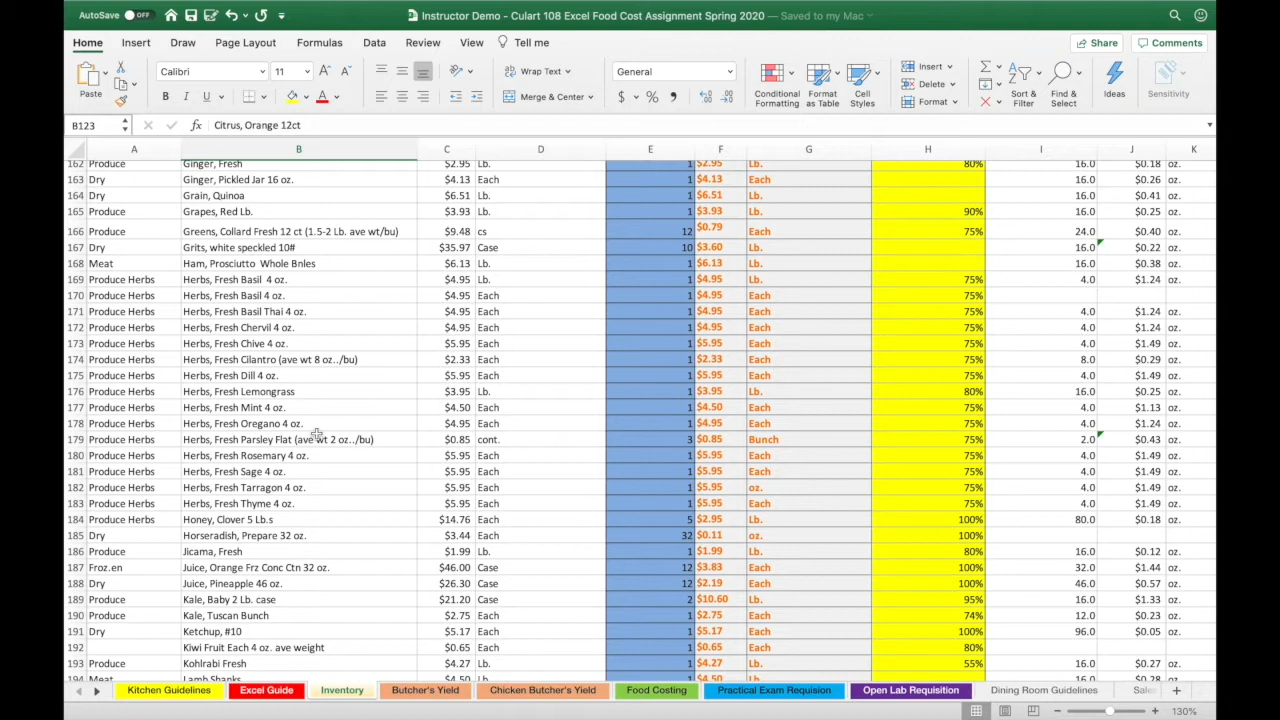 AutoSave OFF Instructor Demo - Culart 108 Excel Food Cost Assignment Spring 2020 — Saved to my Mac
Home Insert Draw Page Layout Formulas Data Review View Tell me Share Comments
Paste Calibri 11 A A B I U A Wrap Text Merge & Center General $ % Conditional Formatting Format as Table Cell Styles Insert Delete Format Sort & Filter Find & Select Ideas Sensitivity
B123 fx Citrus, Orange 12ct
A B C D E F G H I J K
162 Produce Ginger, Fresh $2.95 Lb. 1 $2.95 Lb. 80% 16.0 $0.18 oz.
163 Dry Ginger, Pickled Jar 16 oz. $4.13 Each 1 $4.13 Each 16.0 $0.26 oz.
164 Dry Grain, Quinoa $6.51 Lb. 1 $6.51 Lb. 16.0 $0.41 oz.
165 Produce Grapes, Red Lb. $3.93 Lb. 1 $3.93 Lb. 90% 16.0 $0.25 oz.
166 Produce Greens, Collard Fresh 12 ct (1.5-2 Lb. ave wt/bu) $9.48 cs 12 $0.79 Each 75% 24.0 $0.40 oz.
167 Dry Grits, white speckled 10# $35.97 Case 10 $3.60 Lb. 16.0 $0.22 oz.
168 Meat Ham, Prosciutto Whole Bnles $6.13 Lb. 1 $6.13 Lb. 16.0 $0.38 oz.
169 Produce Herbs Herbs, Fresh Basil 4 oz. $4.95 Lb. 1 $4.95 Lb. 75% 4.0 $1.24 oz.
170 Produce Herbs Herbs, Fresh Basil 4 oz. $4.95 Each 1 $4.95 Each 75%
171 Produce Herbs Herbs, Fresh Basil Thai 4 oz. $4.95 Each 1 $4.95 Each 75% 4.0 $1.24 oz.
172 Produce Herbs Herbs, Fresh Chervil 4 oz. $4.95 Each 1 $4.95 Each 75% 4.0 $1.24 oz.
173 Produce Herbs Herbs, Fresh Chive 4 oz. $5.95 Each 1 $5.95 Each 75% 4.0 $1.49 oz.
174 Produce Herbs Herbs, Fresh Cilantro (ave wt 8 oz../bu) $2.33 Each 1 $2.33 Each 75% 8.0 $0.29 oz.
175 Produce Herbs Herbs, Fresh Dill 4 oz. $5.95 Each 1 $5.95 Each 75% 4.0 $1.49 oz.
176 Produce Herbs Herbs, Fresh Lemongrass $3.95 Lb. 1 $3.95 Lb. 80% 16.0 $0.25 oz.
177 Produce Herbs Herbs, Fresh Mint 4 oz. $4.50 Each 1 $4.50 Each 75% 4.0 $1.13 oz.
178 Produce Herbs Herbs, Fresh Oregano 4 oz. $4.95 Each 1 $4.95 Each 75% 4.0 $1.24 oz.
179 Produce Herbs Herbs, Fresh Parsley Flat (ave wt 2 oz../bu) $0.85 cont. 3 $0.85 Bunch 75% 2.0 $0.43 oz.
180 Produce Herbs Herbs, Fresh Rosemary 4 oz. $5.95 Each 1 $5.95 Each 75% 4.0 $1.49 oz.
181 Produce Herbs Herbs, Fresh Sage 4 oz. $5.95 Each 1 $5.95 Each 75% 4.0 $1.49 oz.
182 Produce Herbs Herbs, Fresh Tarragon 4 oz. $5.95 Each 1 $5.95 oz. 75% 4.0 $1.49 oz.
183 Produce Herbs Herbs, Fresh Thyme 4 oz. $5.95 Each 1 $5.95 Each 75% 4.0 $1.49 oz.
184 Produce Herbs Honey, Clover 5 Lb.s $14.76 Each 5 $2.95 Lb. 100% 80.0 $0.18 oz.
185 Dry Horseradish, Prepare 32 oz. $3.44 Each 32 $0.11 oz. 100%
186 Produce Jicama, Fresh $1.99 Lb. 1 $1.99 Lb. 80% 16.0 $0.12 oz.
187 Froz.en Juice, Orange Frz Conc Ctn 32 oz. $46.00 Case 12 $3.83 Each 100% 32.0 $1.44 oz.
188 Dry Juice, Pineapple 46 oz. $26.30 Case 12 $2.19 Each 100% 46.0 $0.57 oz.
189 Produce Kale, Baby 2 Lb. case $21.20 Case 2 $10.60 Lb. 95% 16.0 $1.33 oz.
190 Produce Kale, Tuscan Bunch $2.75 Each 1 $2.75 Each 74% 12.0 $0.23 oz.
191 Dry Ketchup, #10 $5.17 Each 1 $5.17 Each 100% 96.0 $0.05 oz.
192 Kiwi Fruit Each 4 oz. ave weight $0.65 Each 1 $0.65 Each 80%
193 Produce Kohlrabi Fresh $4.27 Lb. 1 $4.27 Lb. 55% 16.0 $0.27 oz.
194 Meat Lamb Shanks $4.50 Lb. 1 $4.50 Lb. 16.0 $0.28 oz.
Kitchen Guidelines Excel Guide Inventory Butcher's Yield Chicken Butcher's Yield Food Costing Practical Exam Requision Open Lab Requisition Dining Room Guidelines Sales
130%